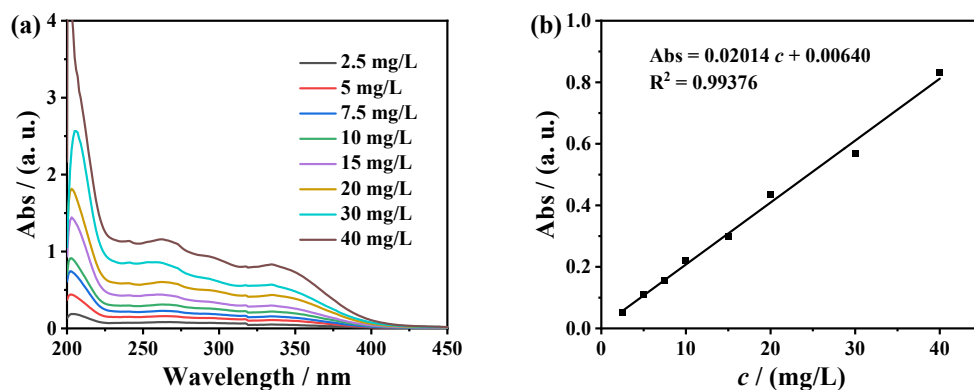 (a)
4
3
2
1
0
200
250
300
350
400
450
Abs / (a. u.)
Wavelength / nm
2.5 mg/L
5 mg/L
7.5 mg/L
10 mg/L
15 mg/L
20 mg/L
30 mg/L
40 mg/L
(b)
1.0
0.8
0.6
0.4
0.2
0.0
0
10
20
30
40
Abs / (a. u.)
c / (mg/L)
Abs = 0.02014 c + 0.00640
R² = 0.99376